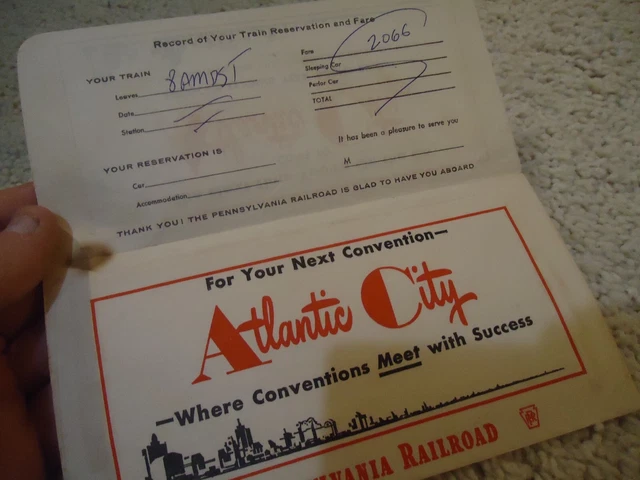 Record of Your Train Reservation and Fare
YOUR TRAIN
Leaves 8AMDST
Date
Station
Fare 2066
Sleeping Car
Parlor Car
TOTAL
YOUR RESERVATION IS
Car
Accommodation
It has been a pleasure to serve you
M
THANK YOU! THE PENNSYLVANIA RAILROAD IS GLAD TO HAVE YOU ABOARD
For Your Next Convention—
Atlantic City
—Where Conventions Meet with Success
VANIA RAILROAD